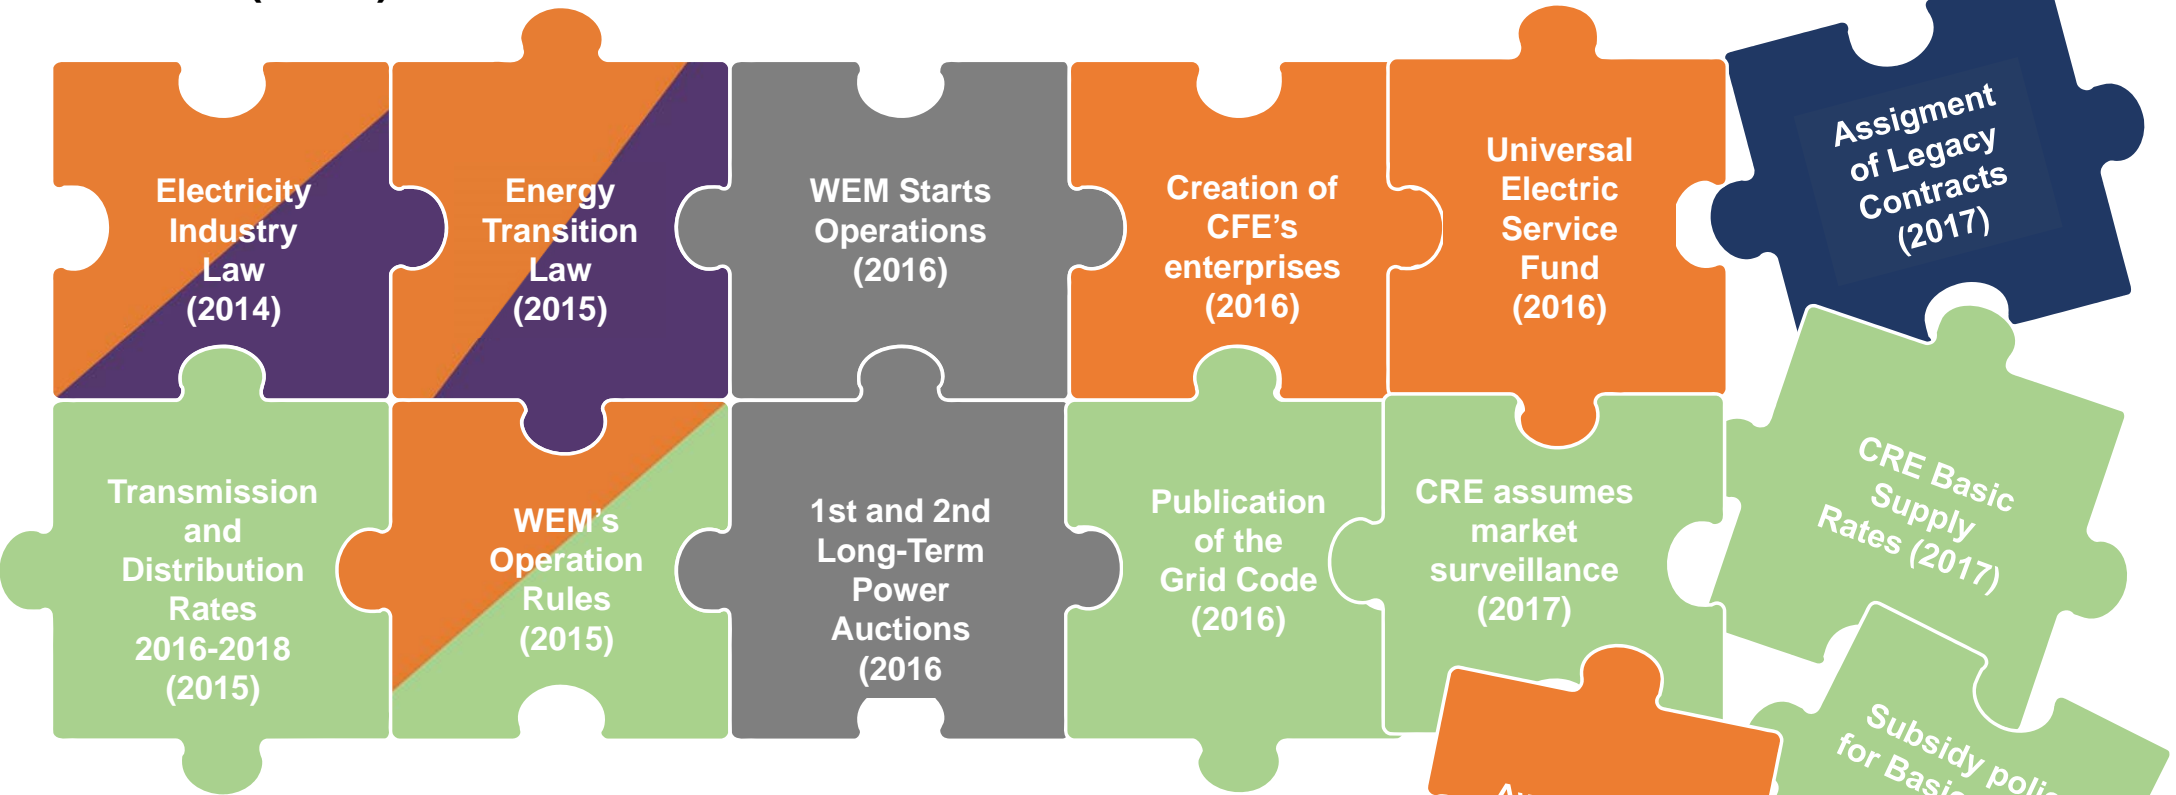 Electricity
Industry
Law
(2014)
Energy
Transition
Law
(2015)
WEM Starts
Operations
(2016)
Creation of
CFE’s
enterprises
(2016)
Universal
Electric
Service
Fund
(2016)
Assigment
of Legacy
Contracts
(2017)
Transmission
and
Distribution
Rates
2016-2018
(2015)
WEM’s
Operation
Rules
(2015)
1st and 2nd
Long-Term
Power
Auctions
(2016
Publication
of the
Grid Code
(2016)
CRE assumes
market
surveillance
(2017)
CRE Basic
Supply
Rates (2017)
Subsidy
for